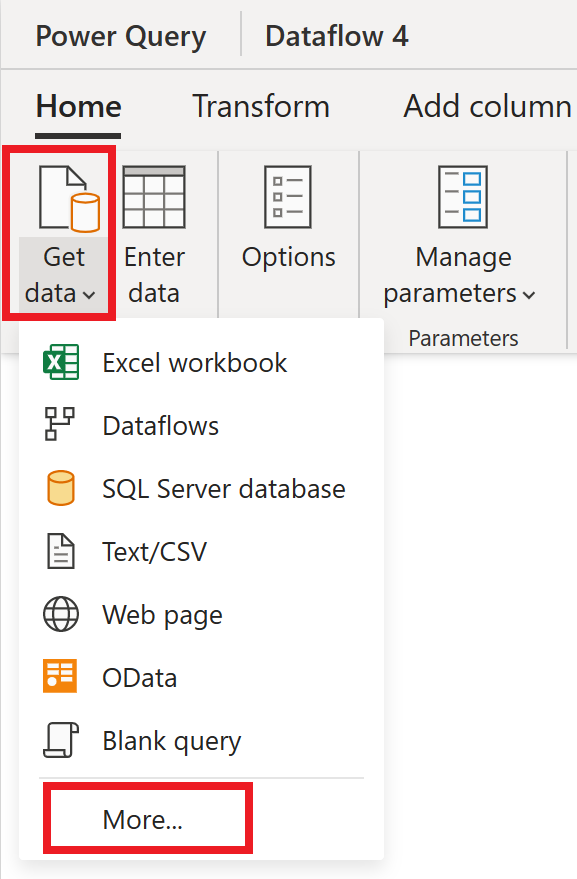 Power Query
Dataflow 4
Home
Transform
Add column
Get
data
Enter
data
Options
Manage
parameters
Parameters
Excel workbook
Dataflows
SQL Server database
Text/CSV
Web page
OData
Blank query
More...